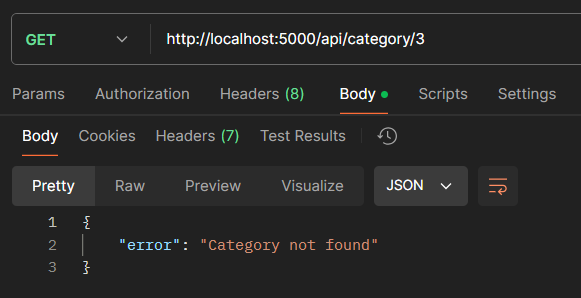 GET http://localhost:5000/api/category/3
Params Authorization Headers (8) Body Scripts Settings
Body Cookies Headers (7) Test Results
Pretty Raw Preview Visualize JSON
1 {
2 "error": "Category not found"
3 }